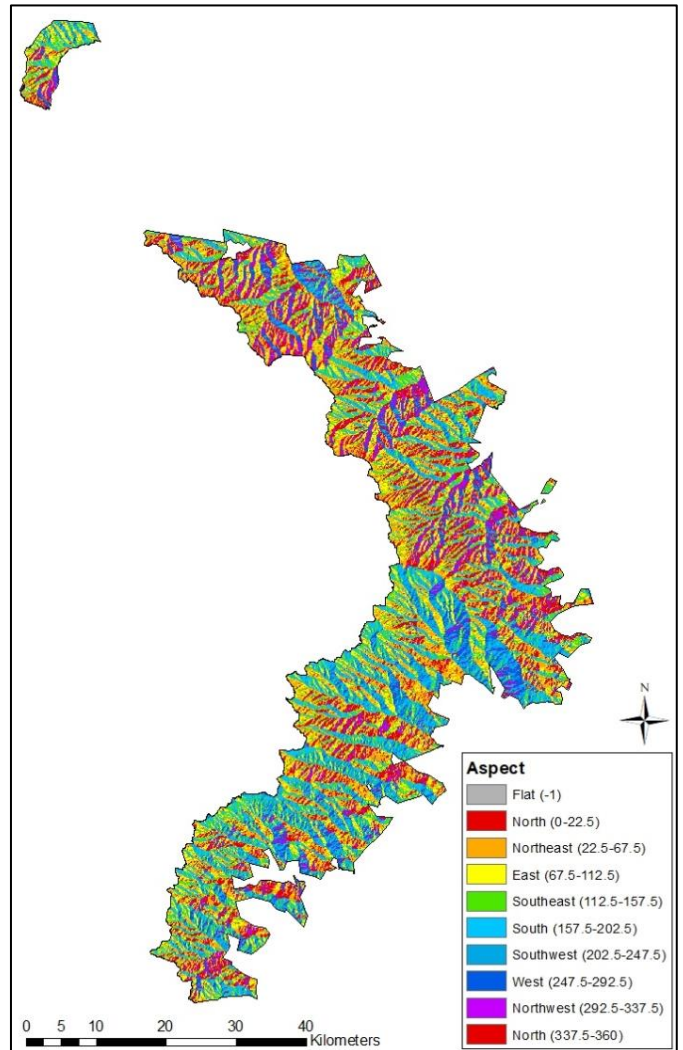 N
Aspect
Flat (-1)
North (0-22.5)
Northeast (22.5-67.5)
East (67.5-112.5)
Southeast (112.5-157.5)
South (157.5-202.5)
Southwest (202.5-247.5)
West (247.5-292.5)
Northwest (292.5-337.5)
North (337.5-360)
0 5 10 20 30 40
Kilometers